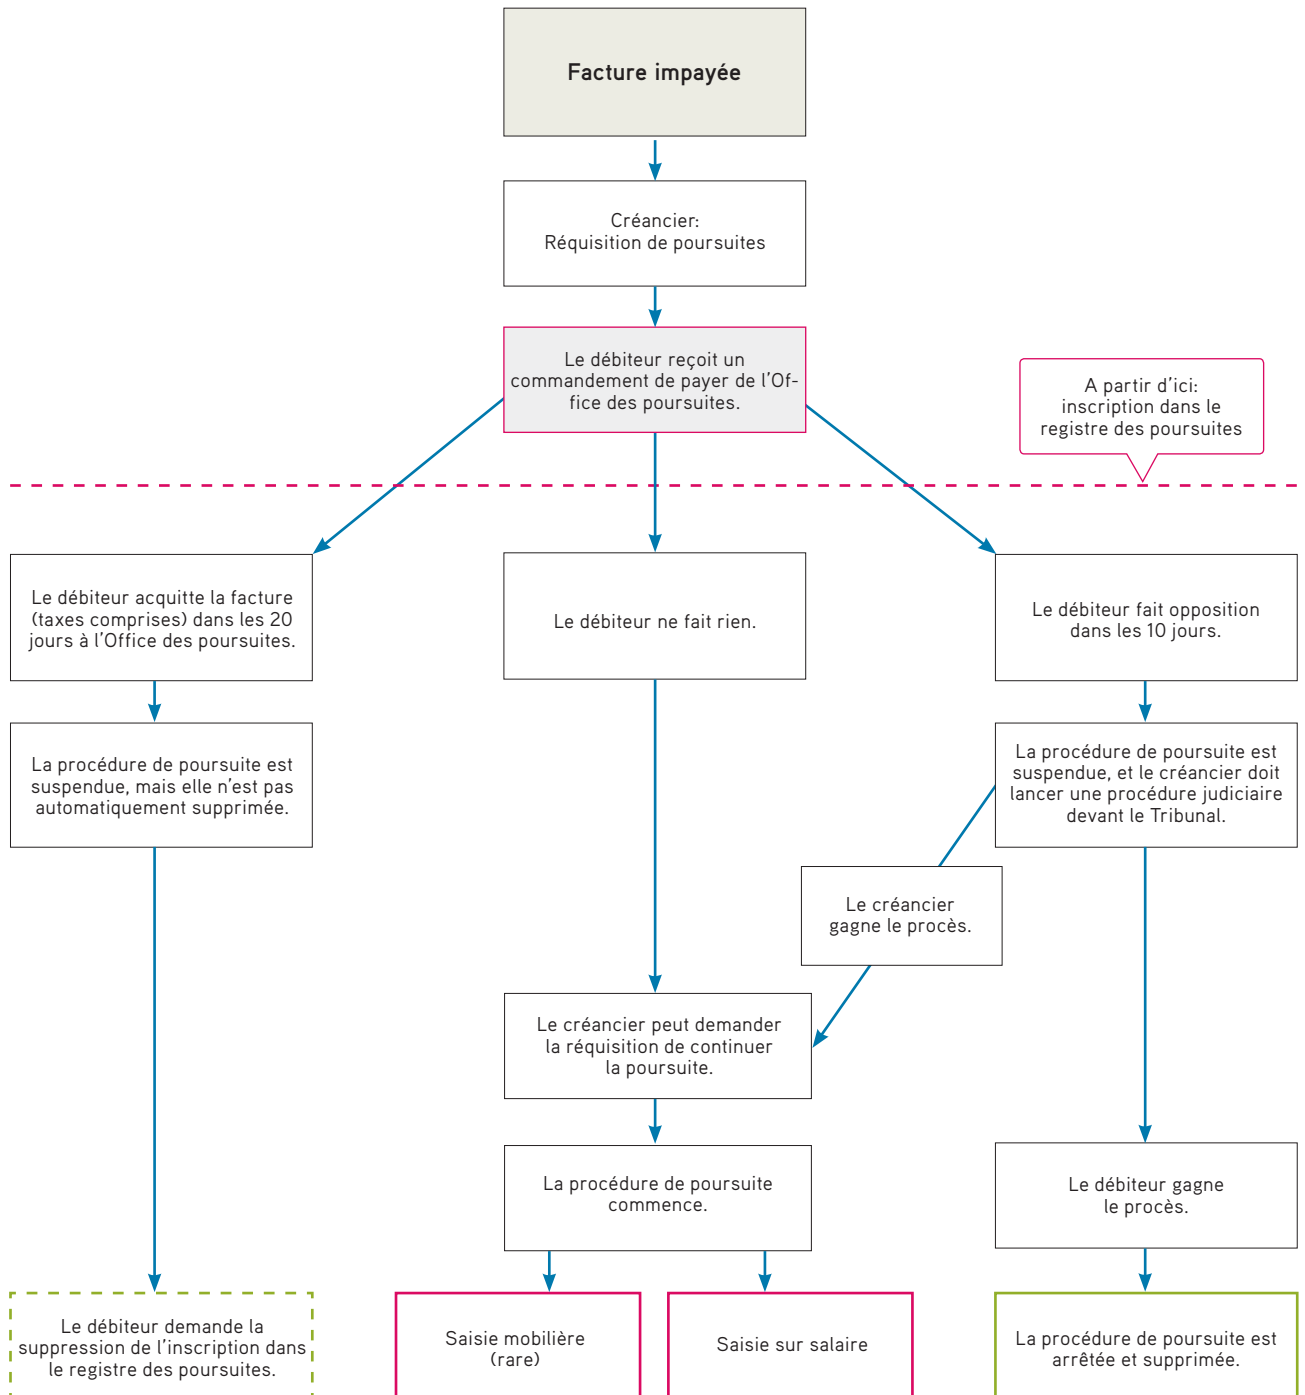 Facture impayée
Créancier:
Réquisition de poursuites
Le débiteur reçoit un
commandement de payer de l'Of-
fice des poursuites.
A partir d'ici:
inscription dans le
registre des poursuites
Le débiteur acquitte la facture
(taxes comprises) dans les 20
jours à l'Office des poursuites.
Le débiteur ne fait rien.
Le débiteur fait opposition
dans les 10 jours.
La procédure de poursuite est
suspendue, mais elle n'est pas
automatiquement supprimée.
La procédure de poursuite est
suspendue, et le créancier doit
lancer une procédure judiciaire
devant le Tribunal.
Le créancier
gagne le procès.
Le créancier peut demander
la réquisition de continuer
la poursuite.
La procédure de poursuite
commence.
Le débiteur gagne
le procès.
Le débiteur demande la
suppression de l'inscription dans
le registre des poursuites.
Saisie mobilière
(rare)
Saisie sur salaire
La procédure de poursuite est
arrêtée et supprimée.